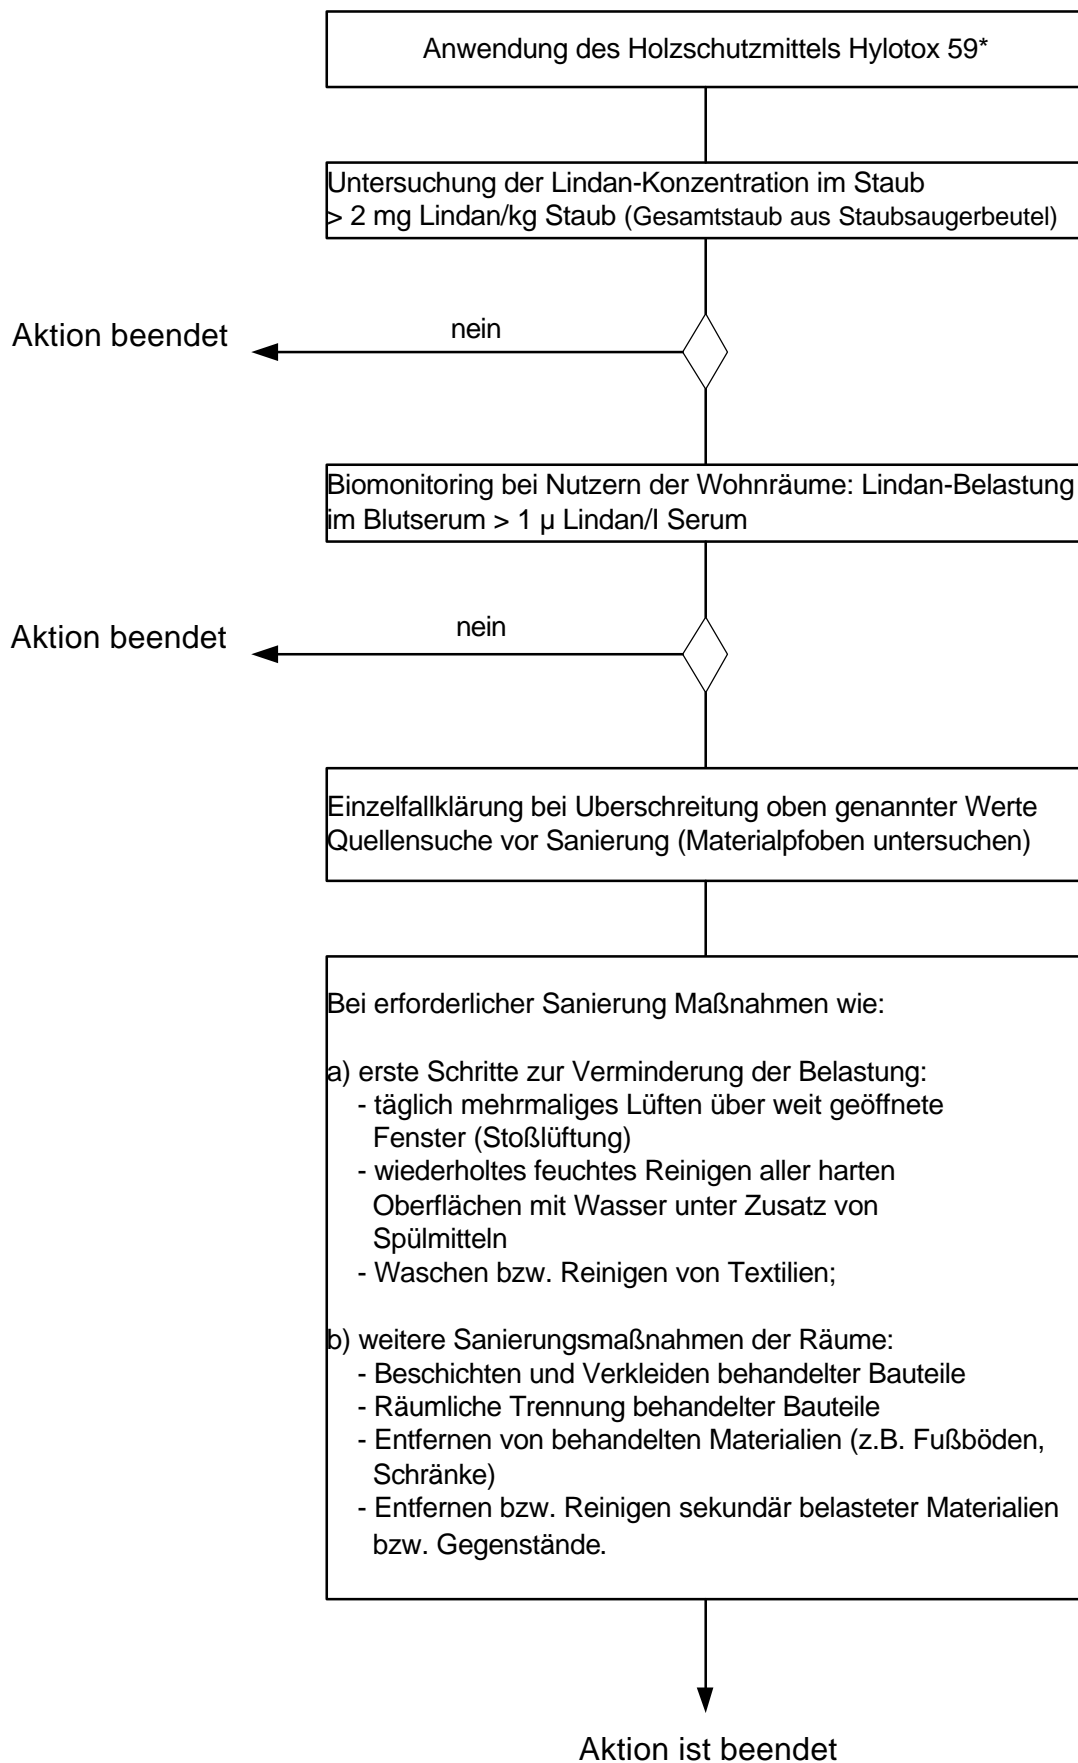 Anwendung des Holzschutzmittels Hylotox 59*
Untersuchung der Lindan-Konzentration im Staub
> 2 mg Lindan/kg Staub (Gesamtstaub aus Staubsaugerbeutel)
Aktion beendet
nein
Biomonitoring bei Nutzern der Wohnräume: Lindan-Belastung
im Blutserum > 1 µ Lindan/l Serum
Aktion beendet
nein
Einzelfallklärung bei Uberschreitung oben genannter Werte
Quellensuche vor Sanierung (Materialpfoben untersuchen)
Bei erforderlicher Sanierung Maßnahmen wie:
a) erste Schritte zur Verminderung der Belastung:
- täglich mehrmaliges Lüften über weit geöffnete
Fenster (Stoßlüftung)
- wiederholtes feuchtes Reinigen aller harten
Oberflächen mit Wasser unter Zusatz von
Spülmitteln
- Waschen bzw. Reinigen von Textilien;
b) weitere Sanierungsmaßnahmen der Räume:
- Beschichten und Verkleiden behandelter Bauteile
- Räumliche Trennung behandelter Bauteile
- Entfernen von behandelten Materialien (z.B. Fußböden,
Schränke)
- Entfernen bzw. Reinigen sekundär belasteter Materialien
bzw. Gegenstände.
Aktion ist beendet